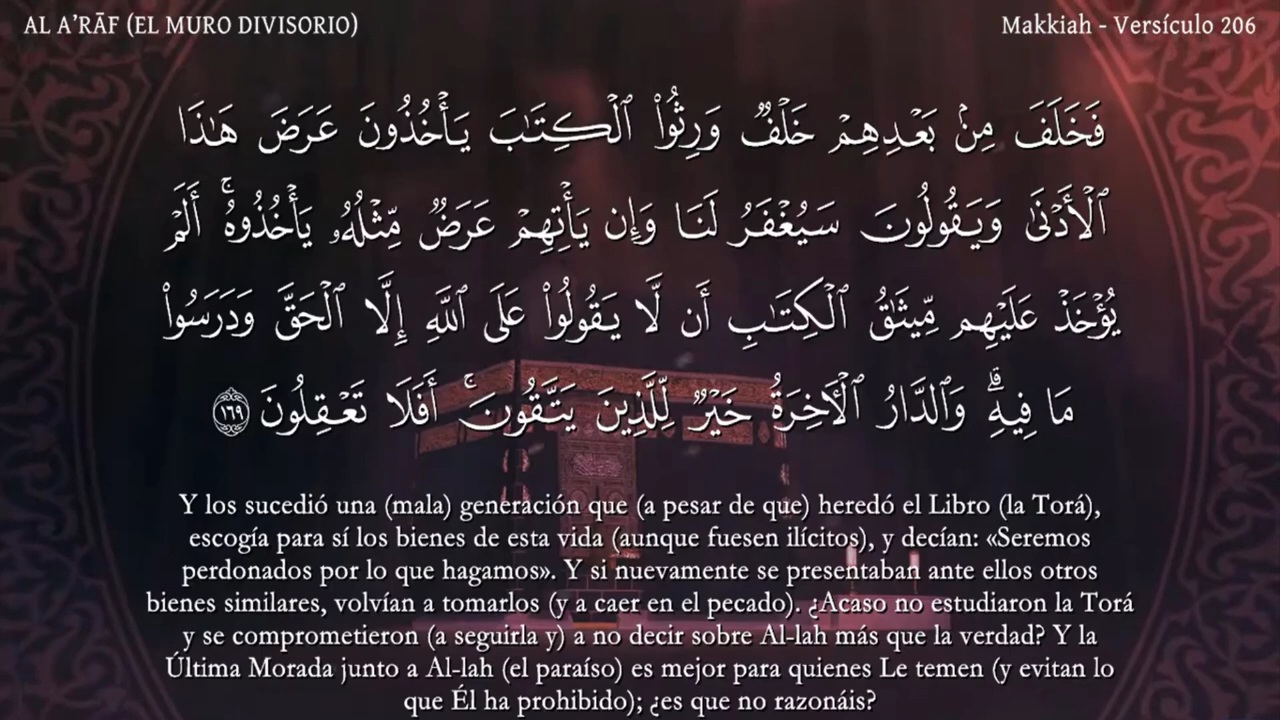 AL A’RĀF (EL MURO DIVISORIO)
Makkiah - Versículo 206
فَخَلَفَ مِنۢ بَعۡدِهِمۡ خَلۡفٞ وَرِثُواْ ٱلۡكِتَٰبَ يَأۡخُذُونَ عَرَضَ هَٰذَا
ٱلۡأَدۡنَىٰ وَيَقُولُونَ سَيُغۡفَرُ لَنَا وَإِن يَأۡتِهِمۡ عَرَضٞ مِّثۡلُهُۥ يَأۡخُذُوهُۚ أَلَمۡ
يُؤۡخَذۡ عَلَيۡهِم مِّيثَٰقُ ٱلۡكِتَٰبِ أَن لَّا يَقُولُواْ عَلَى ٱللَّهِ إِلَّا ٱلۡحَقَّ وَدَرَسُواْ
مَا فِيهِۗ وَٱلدَّارُ ٱلۡأٓخِرَةُ خَيۡرٞ لِّلَّذِينَ يَتَّقُونَۚ أَفَلَا تَعۡقِلُونَ ١٦٩
Y los sucedió una (mala) generación que (a pesar de que) heredó el Libro (la Torá),
escogía para sí los bienes de esta vida (aunque fuesen ilícitos), y decían: «Seremos
perdonados por lo que hagamos». Y si nuevamente se presentaban ante ellos otros
bienes similares, volvían a tomarlos (y a caer en el pecado). ¿Acaso no estudiaron la Torá
y se comprometieron (a seguirla y) a no decir sobre Al-lah más que la verdad? Y la
Última Morada junto a Al-lah (el paraíso) es mejor para quienes Le temen (y evitan lo
que Él ha prohibido); ¿es que no razonáis?